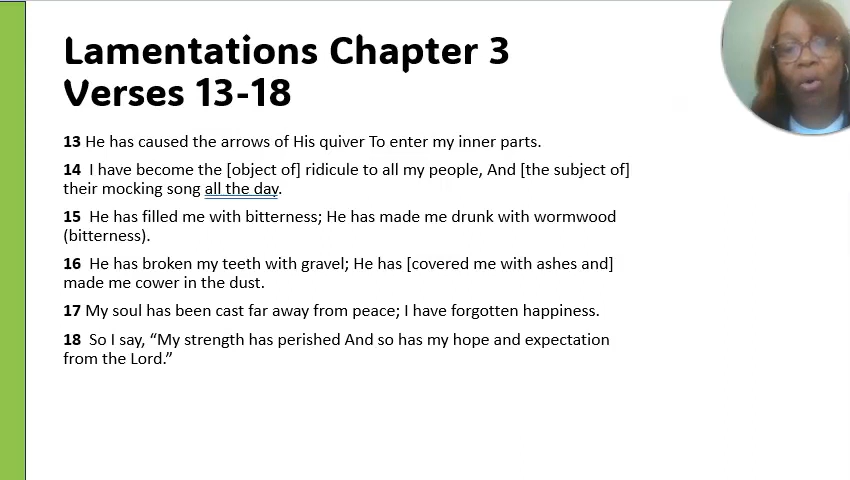 Lamentations Chapter 3
Verses 13-18
13 He has caused the arrows of His quiver To enter my inner parts.
14 I have become the [object of] ridicule to all my people, And [the subject of]
their mocking song all the day.
15 He has filled me with bitterness; He has made me drunk with wormwood
(bitterness).
16 He has broken my teeth with gravel; He has [covered me with ashes and]
made me cower in the dust.
17 My soul has been cast far away from peace; I have forgotten happiness.
18 So I say, “My strength has perished And so has my hope and expectation
from the Lord.”